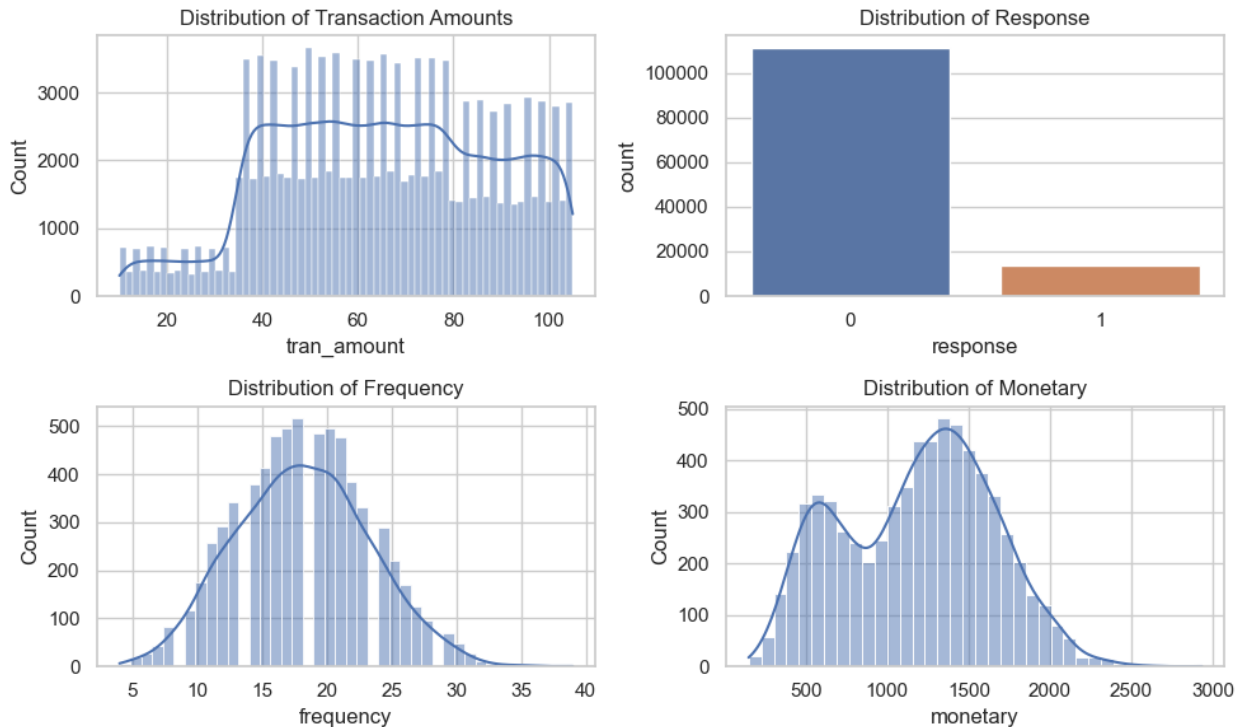 Distribution of Transaction Amounts
Count
3000
2000
1000
0
20 40 60 80 100
tran_amount
Distribution of Response
count
100000
80000
60000
40000
20000
0
0 1
response
Distribution of Frequency
Count
500
400
300
200
100
0
5 10 15 20 25 30 35 40
frequency
Distribution of Monetary
Count
500
400
300
200
100
0
500 1000 1500 2000 2500 3000
monetary